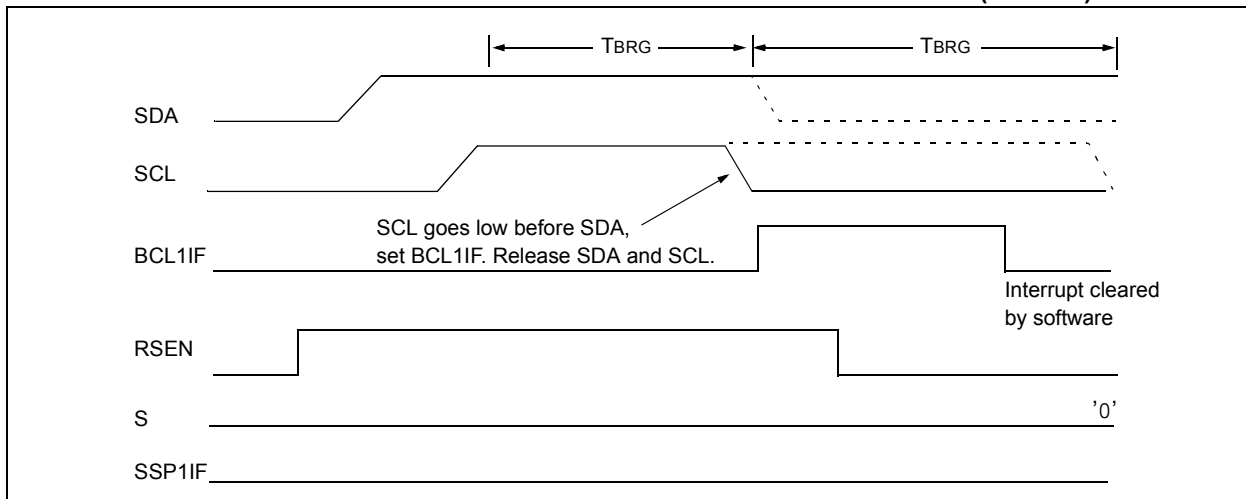 TBRG TBRG
SDA
SCL
SCL goes low before SDA,
set BCL1IF. Release SDA and SCL.
BCL1IF
Interrupt cleared
by software
RSEN
S '0'
SSP1IF